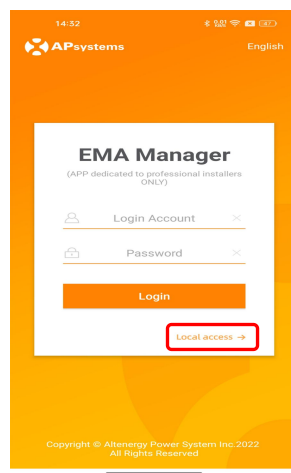 14:32
APsystems
English
EMA Manager
(APP dedicated to professional installers
ONLY)
Login Account
Password
Login
Local access →
Copyright © Altenergy Power System Inc.2022
All Rights Reserved